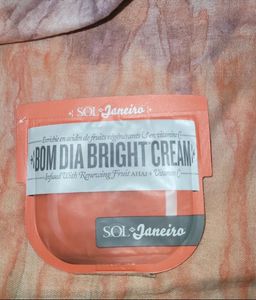 SOL de Janeiro
Enrichie en acides de fruits régénérants & en vitamine C
BOM DIA BRIGHT™ CREAM
Infused With Renewing Fruit AHAs + Vitamin C
SOL de Janeiro